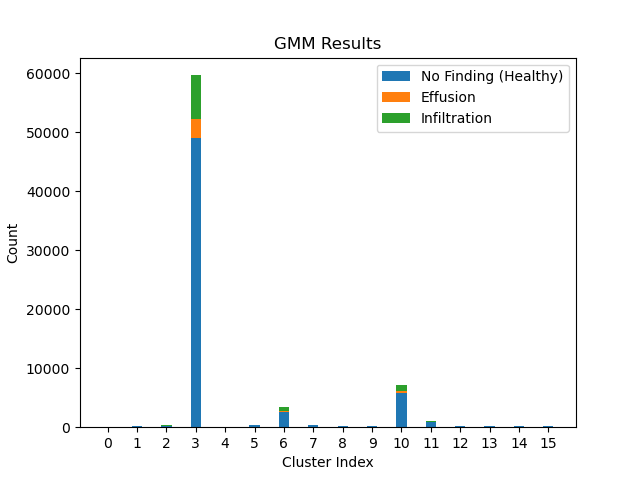 GMM Results
No Finding (Healthy)
Effusion
Infiltration
60000
50000
40000
30000
20000
10000
0
Count
0 1 2 3 4 5 6 7 8 9 10 11 12 13 14 15
Cluster Index